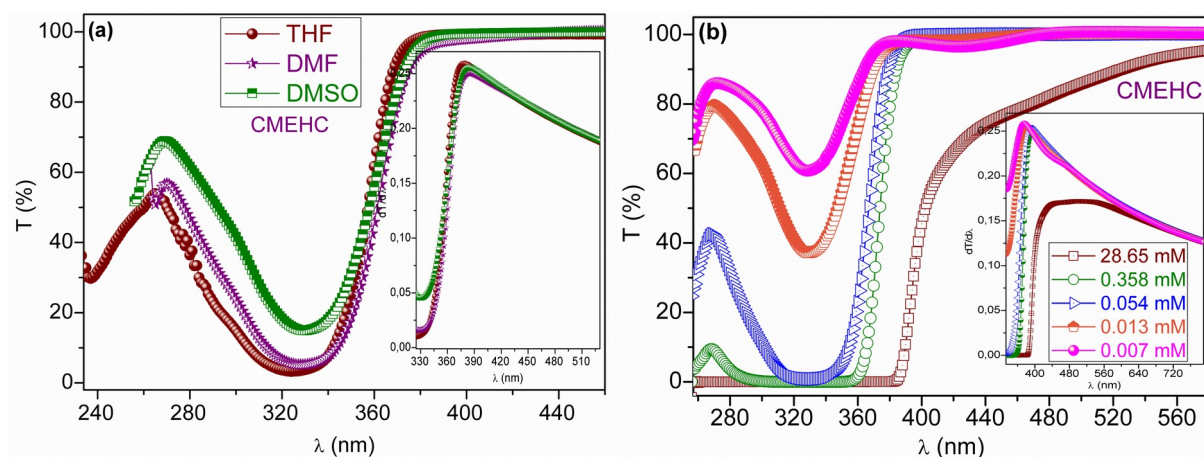 (a)
THF
DMF
DMSO
CMEHC
T (%)
100
80
60
40
20
0
240 280 320 360 400 440
λ (nm)
dT/dλ
0,25
0,20
0,15
0,10
0,05
0,00
330 360 390 420 450 480 510
λ (nm)
(b)
CMEHC
T (%)
100
80
60
40
20
0
280 320 360 400 440 480 520 560
λ (nm)
dT/dλ
0,25
0,20
0,15
0,10
0,05
0,00
400 480 560 640 720
λ (nm)
28.65 mM
0.358 mM
0.054 mM
0.013 mM
0.007 mM